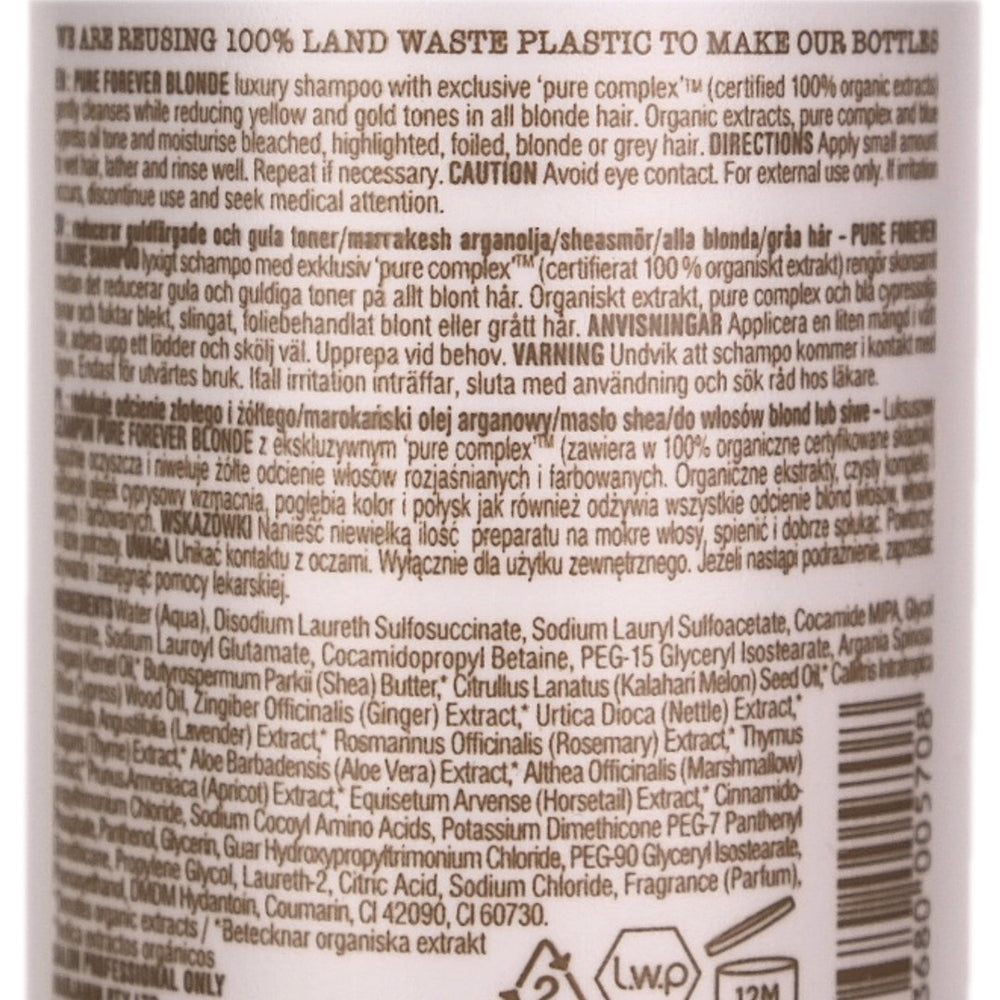 WE ARE REUSING 100% LAND WASTE PLASTIC TO MAKE OUR BOTTLES
EN: PURE FOREVER BLONDE luxury shampoo with exclusive 'pure complex'™ (certified 100% organic extracts)
gently cleanses while reducing yellow and gold tones in all blonde hair. Organic extracts, pure complex and blue
cypress oil tone and moisturise bleached, highlighted, foiled, blonde or grey hair. DIRECTIONS Apply small amount
to wet hair, lather and rinse well. Repeat if necessary. CAUTION Avoid eye contact. For external use only. If irritation
occurs, discontinue use and seek medical attention.
reducerar guldfärgade och gula toner/marrakesh arganolja/sheasmör/alla blonda/gråa hår - PURE FOREVER
BLONDE SHAMPOO lyxigt schampo med exklusiv 'pure complex'™ (certifierat 100 % organiskt extrakt) rengör skonsamt
medan det reducerar gula och guldiga toner på allt blont hår. Organiskt extrakt, pure complex och blå cypressolja
toner och fuktar blekt, slingat, foliebehandlat blont eller grått hår. ANVISNINGAR Applicera en liten mängd i vått
hår, arbeta upp ett lödder och skölj väl. Upprepa vid behov. VARNING Undvik att schampo kommer i kontakt med
ögon. Endast för utvärtes bruk. Ifall irritation inträffar, sluta med användning och sök råd hos läkare.
redukuje odcienie złotego i żółtego/marokański olej arganowy/masło shea/do włosów blond lub siwe - Luksusowy
SZAMPON PURE FOREVER BLONDE z ekskluzywnym 'pure complex'™ (zawiera w 100% organiczne certyfikowane składniki)
oczyszcza i niweluje żółte odcienie włosów rozjaśnianych i farbowanych. Organiczne ekstrakty, czysty kompleks i
olejek cyprysowy wzmacnia, pogłębia kolor i połysk jak również odżywia wszystkie odcienie blond włosów, włosów
i farbowanych. WSKAZÓWKI Nanieść niewielką ilość preparatu na mokre włosy, spienić i dobrze spłukać. Powtórzyć
w razie potrzeby. UWAGA Unikać kontaktu z oczami. Wyłącznie dla użytku zewnętrznego. Jeżeli nastąpi podrażnienie, zaprzestać
używania i zasięgnąć pomocy lekarskiej.
INGREDIENTS Water (Aqua), Disodium Laureth Sulfosuccinate, Sodium Lauryl Sulfoacetate, Cocamide MIPA, Glycol
Distearate, Sodium Lauroyl Glutamate, Cocamidopropyl Betaine, PEG-15 Glyceryl Isostearate, Argania Spinosa
(Argan) Kernel Oil,* Butyrospermum Parkii (Shea) Butter,* Citrullus Lanatus (Kalahari Melon) Seed Oil,* Callitris Intratropica
(Blue Cypress) Wood Oil, Zingiber Officinalis (Ginger) Extract,* Urtica Dioca (Nettle) Extract,*
Lavandula Angustifolia (Lavender) Extract,* Rosmarinus Officinalis (Rosemary) Extract,* Thymus
Vulgaris (Thyme) Extract,* Aloe Barbadensis (Aloe Vera) Extract,* Althea Officinalis (Marshmallow)
Extract,* Prunus Armeniaca (Apricot) Extract,* Equisetum Arvense (Horsetail) Extract,* Cinnamido-
propyltrimonium Chloride, Sodium Cocoyl Amino Acids, Potassium Dimethicone PEG-7 Panthenyl
Phosphate, Panthenol, Glycerin, Guar Hydroxypropyltrimonium Chloride, PEG-90 Glyceryl Isostearate,
Propylene Glycol, Laureth-2, Citric Acid, Sodium Chloride, Fragrance (Parfum),
DMDM Hydantoin, Coumarin, CI 42090, CI 60730.
organic extracts / *Betecknar organiska extrakt
extractos orgánicos
SALON PROFESSIONAL ONLY
2
l.w.p
12M